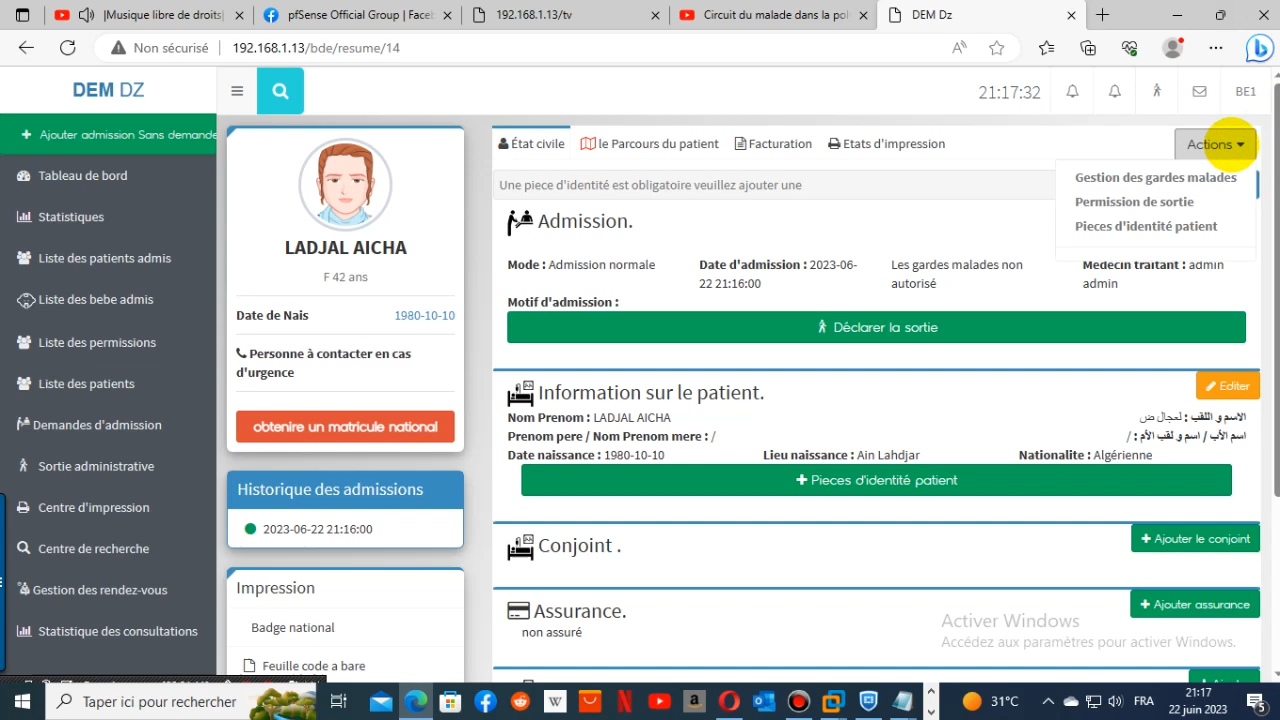 [Musique libre de droits]
pfSense Official Group | Faceb
192.168.1.13/tv
Circuit du malade dans la pol
DEM Dz
Non sécurisé
192.168.1.13/bde/resume/14
DEM DZ
21:17:32
BE1
Ajouter admission Sans demande
Tableau de bord
Statistiques
Liste des patients admis
Liste des bebe admis
Liste des permissions
Liste des patients
Demandes d'admission
Sortie administrative
Centre d'impression
Centre de recherche
Gestion des rendez-vous
Statistique des consultations
LADJAL AICHA
F 42 ans
Date de Nais 1980-10-10
Personne à contacter en cas
d'urgence
obtenire un matricule national
Historique des admissions
2023-06-22 21:16:00
Impression
Badge national
Feuille code a bare
État civile le Parcours du patient Facturation Etats d'impression
Actions
Gestion des gardes malades
Permission de sortie
Pieces d'identité patient
Une piece d'identité est obligatoire veuillez ajouter une
Admission.
Mode : Admission normale Date d'admission : 2023-06- Les gardes malades non Medecin traitant : admin
22 21:16:00 autorisé admin
Motif d'admission :
Déclarer la sortie
Information sur le patient.
Editer
Nom Prenom : LADJAL AICHA الاسم و اللقب : لعجال ض
Prenom pere / Nom Prenom mere : / اسم الأب / اسم و لقب الأم : /
Date naissance : 1980-10-10 Lieu naissance : Ain Lahdjar Nationalite : Algérienne
Pieces d'identité patient
Conjoint .
Ajouter le conjoint
Assurance.
Ajouter assurance
non assuré
Activer Windows
Accédez aux paramètres pour activer Windows.
Taper ici pour rechercher
31°C
FRA
21:17
22 juin 2023
5